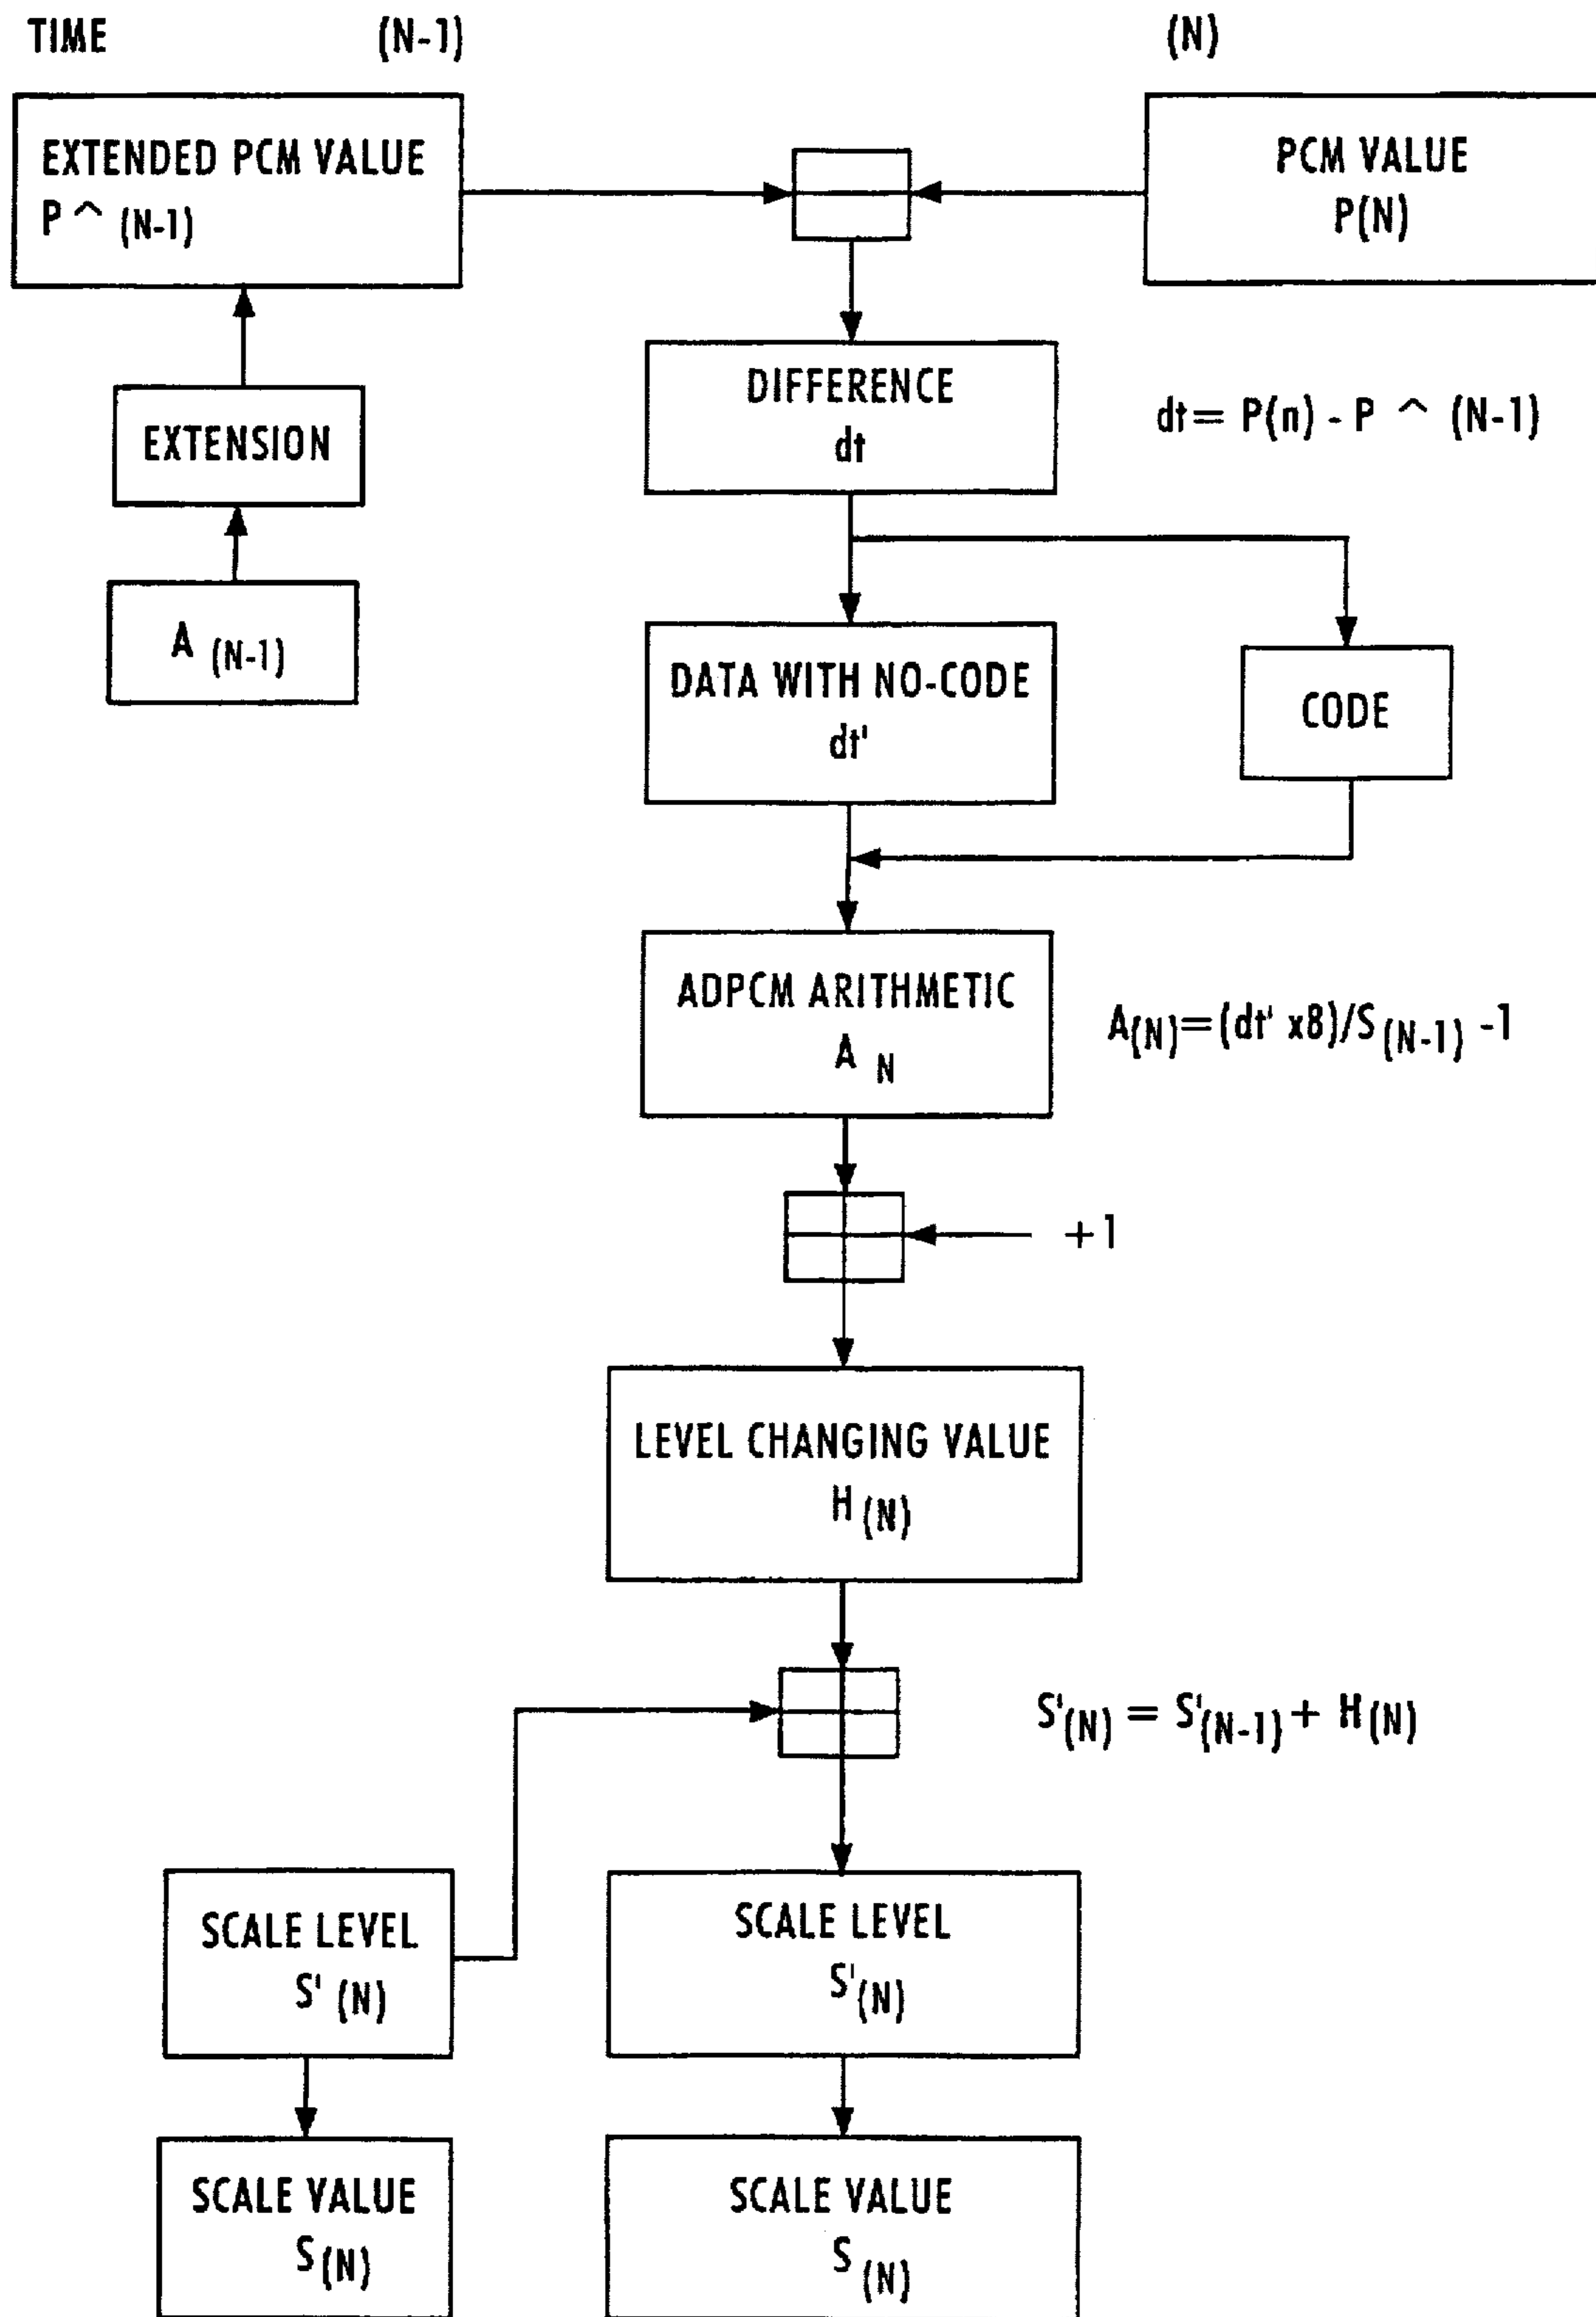 TIME (N-1) (N)
EXTENDED PCM VALUE
P ^ (N-1)
PCM VALUE
P(N)
DIFFERENCE
dt
dt= P(n) - P ^ (N-1)
EXTENSION
A (N-1)
DATA WITH NO-CODE
dt'
CODE
ADPCM ARITHMETIC
A N
A(N)=(dt' x8)/S(N-1) -1
+1
LEVEL CHANGING VALUE
H(N)
S'(N) = S'(N-1)+ H(N)
SCALE LEVEL
S' (N)
SCALE LEVEL
S'(N)
SCALE VALUE
S(N)
SCALE VALUE
S (N)